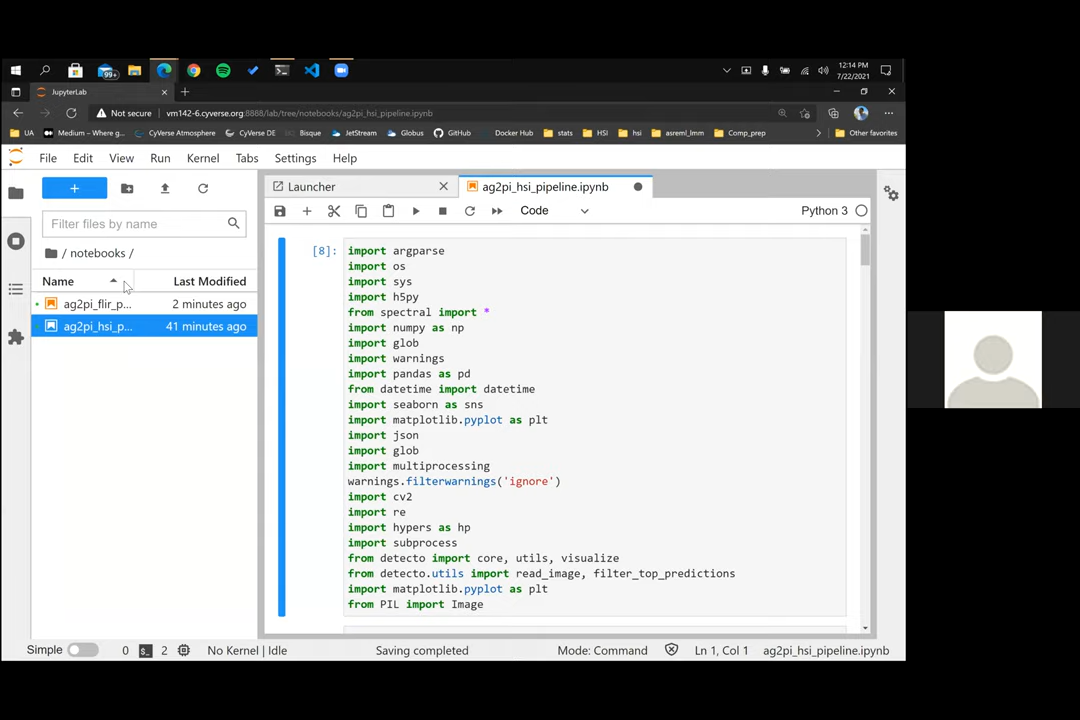 99+
12:14 PM
7/22/2021
JupyterLab
Not secure
vm142-6.cyverse.org:8888/lab/tree/notebooks/ag2pi_hsi_pipeline.ipynb
UA
Medium – Where g...
CyVerse Atmosphere
CyVerse DE
Bisque
JetStream
Globus
GitHub
Docker Hub
stats
HSI
hsi
asreml_lmm
Comp_prep
Other favorites
File Edit View Run Kernel Tabs Settings Help
Launcher
ag2pi_hsi_pipeline.ipynb
Filter files by name
Code
Python 3
/ notebooks /
Name Last Modified
ag2pi_flir_p... 2 minutes ago
ag2pi_hsi_p... 41 minutes ago
[8]:
import argparse
import os
import sys
import h5py
from spectral import *
import numpy as np
import glob
import warnings
import pandas as pd
from datetime import datetime
import seaborn as sns
import matplotlib.pyplot as plt
import json
import glob
import multiprocessing
warnings.filterwarnings('ignore')
import cv2
import re
import hypers as hp
import subprocess
from detecto import core, utils, visualize
from detecto.utils import read_image, filter_top_predictions
import matplotlib.pyplot as plt
from PIL import Image
Simple 0 $_ 2 No Kernel | Idle Saving completed Mode: Command Ln 1, Col 1 ag2pi_hsi_pipeline.ipynb